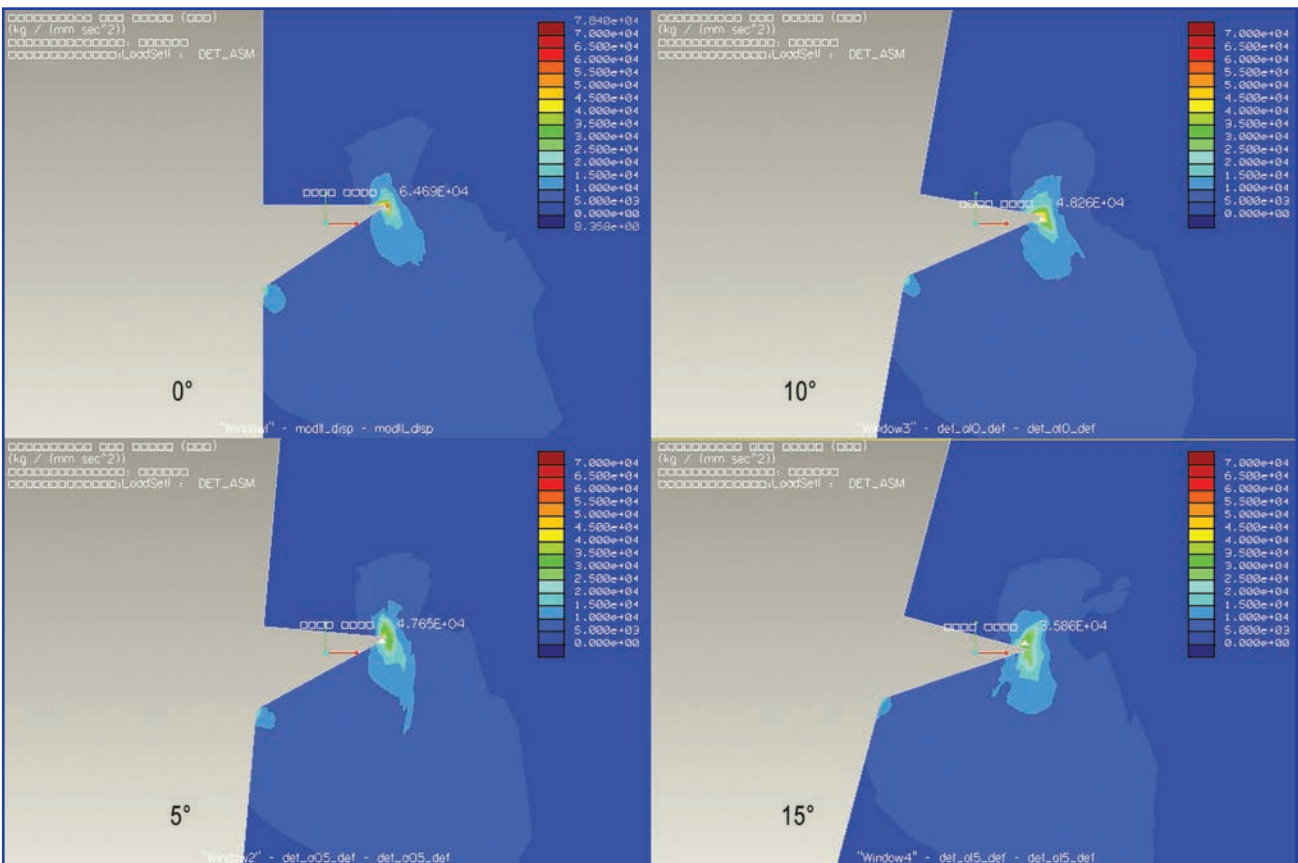 (kg / (mm sec^2))
LoadSet1 : DET_ASM
7.840e+04
7.000e+04
6.500e+04
6.000e+04
5.500e+04
5.000e+04
4.500e+04
4.000e+04
3.500e+04
3.000e+04
2.500e+04
2.000e+04
1.500e+04
1.000e+04
5.000e+03
0.000e+00
8.358e+00
6.469E+04
0°
"Window1" - mod11_disp - mod11_disp
(kg / (mm sec^2))
LoadSet1 : DET_ASM
7.000e+04
6.500e+04
6.000e+04
5.500e+04
5.000e+04
4.500e+04
4.000e+04
3.500e+04
3.000e+04
2.500e+04
2.000e+04
1.500e+04
1.000e+04
5.000e+03
0.000e+00
4.826E+04
10°
"Window3" - det_a10_def - det_a10_def
(kg / (mm sec^2))
LoadSet1 : DET_ASM
7.000e+04
6.500e+04
6.000e+04
5.500e+04
5.000e+04
4.500e+04
4.000e+04
3.500e+04
3.000e+04
2.500e+04
2.000e+04
1.500e+04
1.000e+04
5.000e+03
0.000e+00
4.765E+04
5°
"Window2" - det_a05_def - det_a05_def
(kg / (mm sec^2))
LoadSet1 : DET_ASM
7.000e+04
6.500e+04
6.000e+04
5.500e+04
5.000e+04
4.500e+04
4.000e+04
3.500e+04
3.000e+04
2.500e+04
2.000e+04
1.500e+04
1.000e+04
5.000e+03
0.000e+00
3.586E+04
15°
"Window4" - det_a15_def - det_a15_def